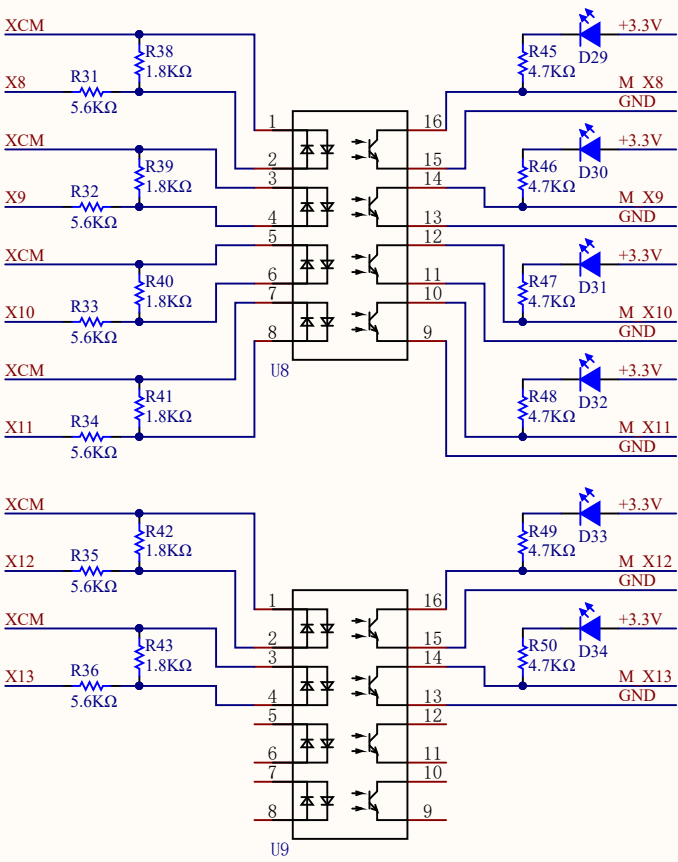 XCM
R38
1.8KΩ
X8
R31
5.6KΩ
XCM
R39
1.8KΩ
X9
R32
5.6KΩ
XCM
R40
1.8KΩ
X10
R33
5.6KΩ
XCM
R41
1.8KΩ
X11
R34
5.6KΩ
1
2
3
4
5
6
7
8
16
15
14
13
12
11
10
9
U8
+3.3V
D29
R45
4.7KΩ
M X8
GND
+3.3V
D30
R46
4.7KΩ
M X9
GND
+3.3V
D31
R47
4.7KΩ
M X10
GND
+3.3V
D32
R48
4.7KΩ
M X11
GND
XCM
R42
1.8KΩ
X12
R35
5.6KΩ
XCM
R43
1.8KΩ
X13
R36
5.6KΩ
1
2
3
4
5
6
7
8
16
15
14
13
12
11
10
9
U9
+3.3V
D33
R49
4.7KΩ
M X12
GND
+3.3V
D34
R50
4.7KΩ
M X13
GND